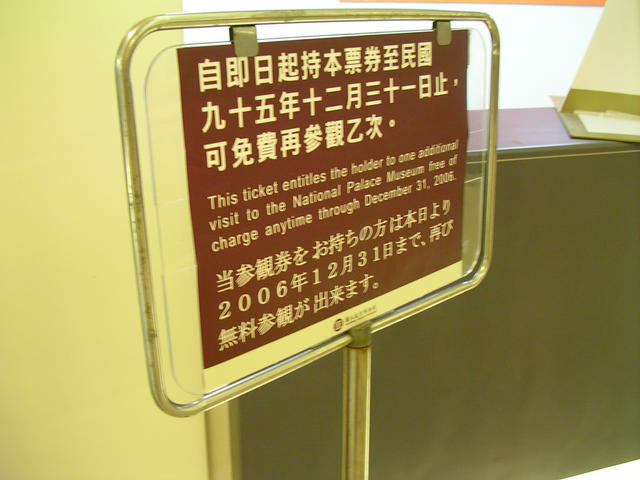 自即日起持本票券至民國
九十五年十二月三十一日止，
可免費再參觀乙次。
This ticket entitles the holder to one additional
visit to the National Palace Museum free of
charge anytime through December 31, 2006.
当参観券をお持ちの方は本日より
２００６年１２月３１日まで、再び
無料参観が出来ます。